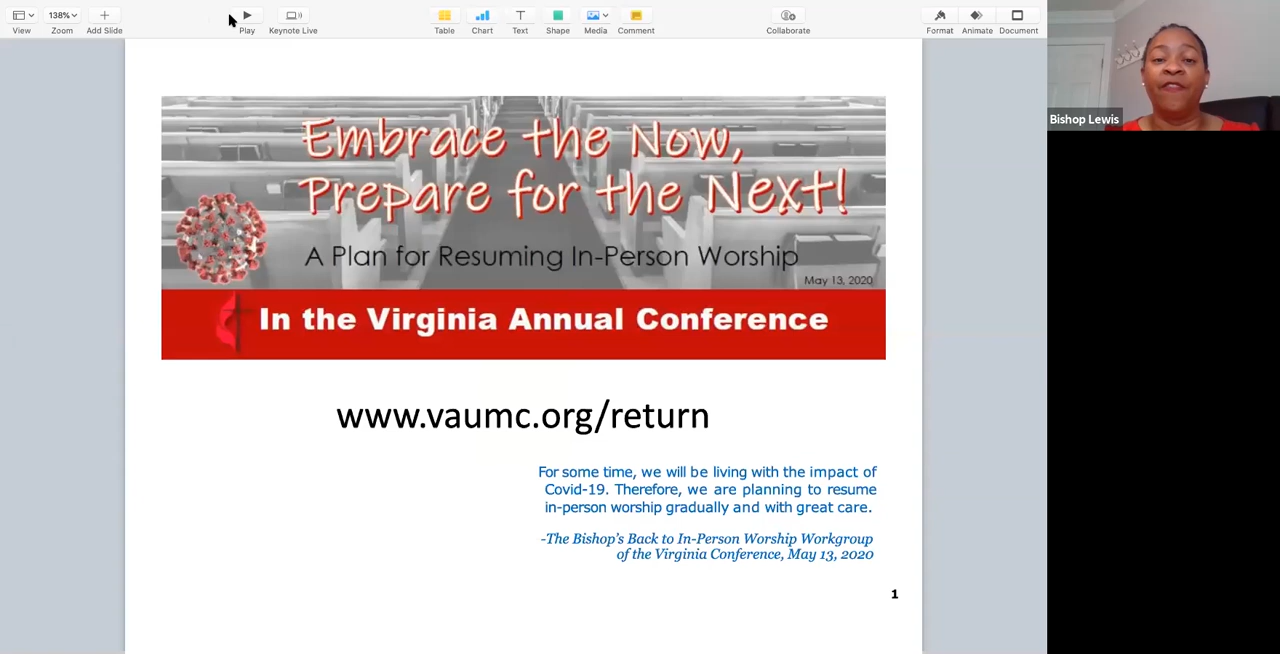 138%
View
Zoom
Add Slide
Play
Keynote Live
Table
Chart
Text
Shape
Media
Comment
Collaborate
Format
Animate
Document
Bishop Lewis
Embrace the Now,
Prepare for the Next!
A Plan for Resuming In-Person Worship
May 13, 2020
In the Virginia Annual Conference
www.vaumc.org/return
For some time, we will be living with the impact of
Covid-19. Therefore, we are planning to resume
in-person worship gradually and with great care.
-The Bishop's Back to In-Person Worship Workgroup
of the Virginia Conference, May 13, 2020
1